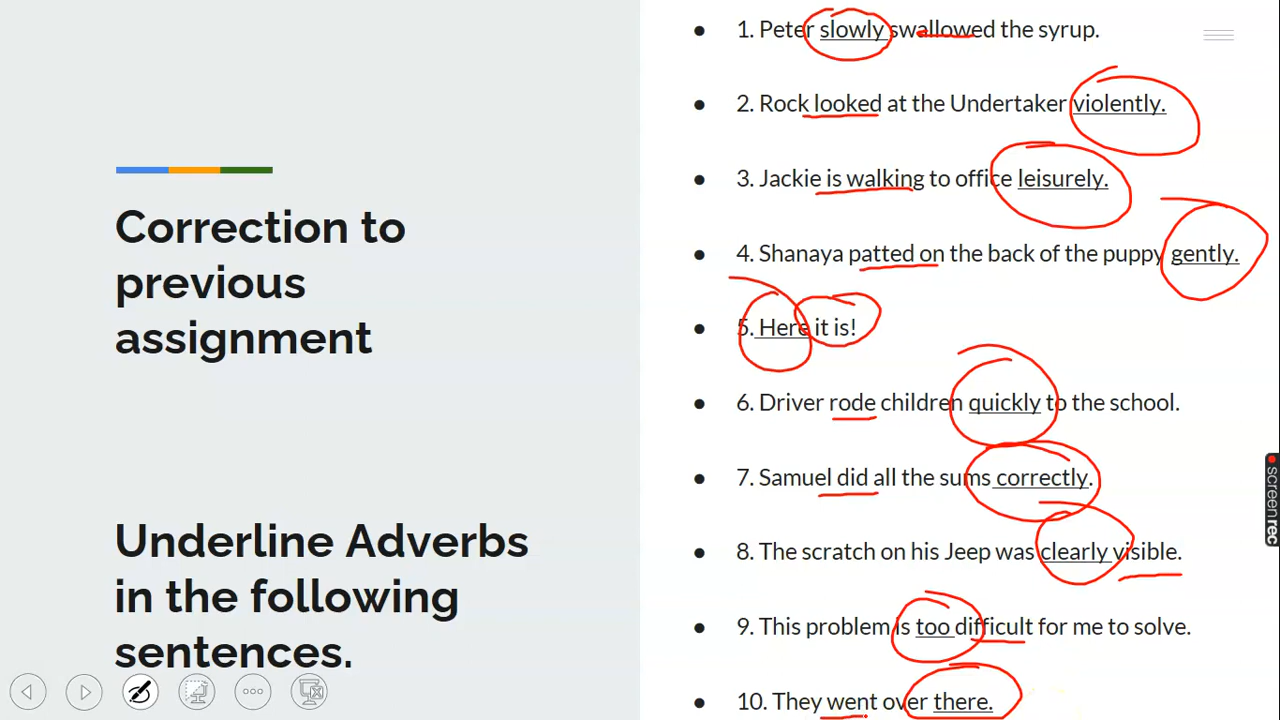 Correction to
previous
assignment
Underline Adverbs
in the following
sentences.
1. Peter slowly swallowed the syrup.
2. Rock looked at the Undertaker violently.
3. Jackie is walking to office leisurely.
4. Shanaya patted on the back of the puppy gently.
5. Here it is!
6. Driver rode children quickly to the school.
7. Samuel did all the sums correctly.
8. The scratch on his Jeep was clearly visible.
9. This problem is too difficult for me to solve.
10. They went over there.
screenrec